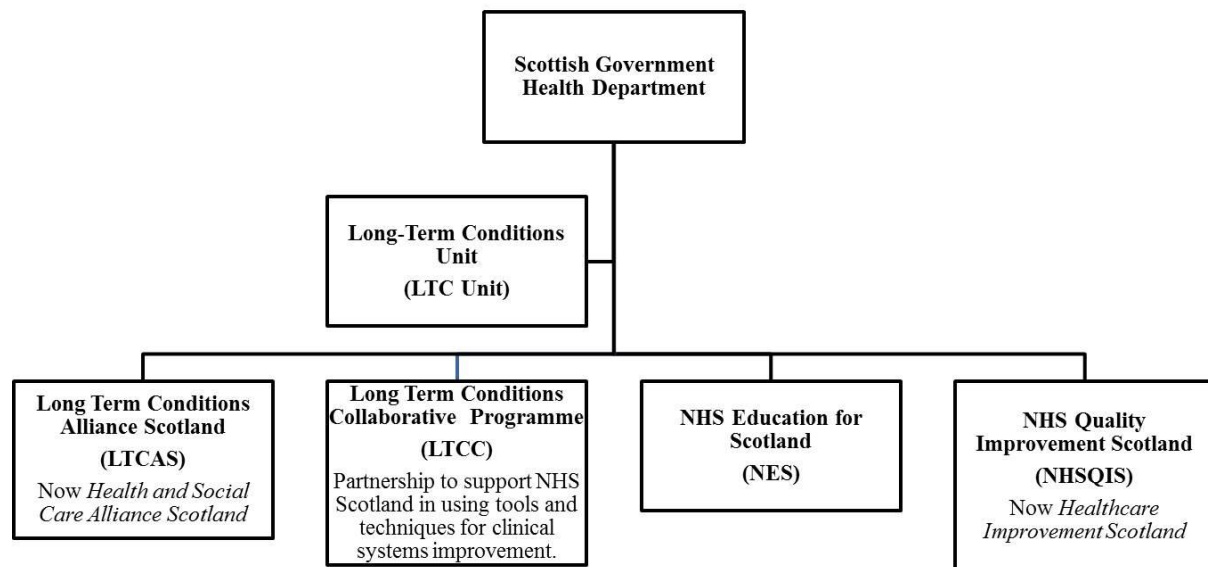 Scottish Government
Health Department
Long-Term Conditions
Unit
(LTC Unit)
Long Term Conditions
Alliance Scotland
(LTCAS)
Now Health and Social
Care Alliance Scotland
Long Term Conditions
Collaborative Programme
(LTCC)
Partnership to support NHS
Scotland in using tools and
techniques for clinical
systems improvement.
NHS Education for
Scotland
(NES)
NHS Quality
Improvement Scotland
(NHSQIS)
Now Healthcare
Improvement Scotland